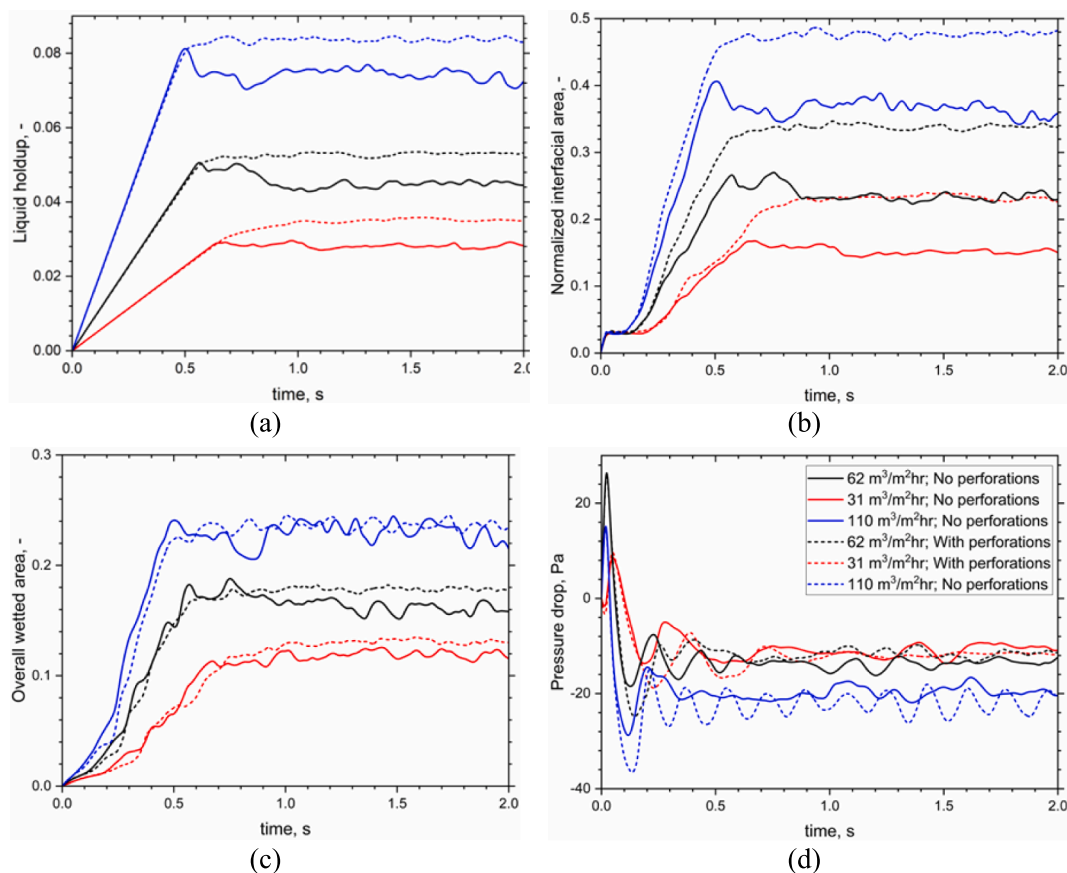 0.08
0.06
0.04
0.02
0.00
Liquid holdup, -
0.0
0.5
1.0
1.5
2.0
time, s
(a)
0.5
0.4
0.3
0.2
0.1
0.0
Normalized interfacial area, -
0.0
0.5
1.0
1.5
2.0
time, s
(b)
0.3
0.2
0.1
0.0
Overall wetted area, -
0.0
0.5
1.0
1.5
2.0
time, s
(c)
20
0
-20
-40
Pressure drop, Pa
62 m³/m²hr; No perforations
31 m³/m²hr; No perforations
110 m³/m²hr; No perforations
62 m³/m²hr; With perforations
31 m³/m²hr; With perforations
110 m³/m²hr; No perforations
0.0
0.5
1.0
1.5
2.0
time, s
(d)